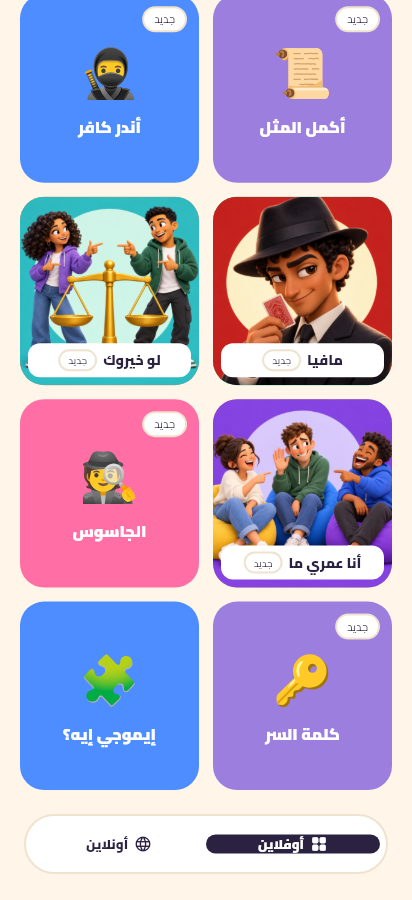 جديد
أكمل المثل
جديد
أندر كافر
مافيا جديد
لو خيروك جديد
أنا عمري ما جديد
جديد
الجاسوس
جديد
كلمة السر
إيموجي إيه؟
أوفلاين
أونلاين